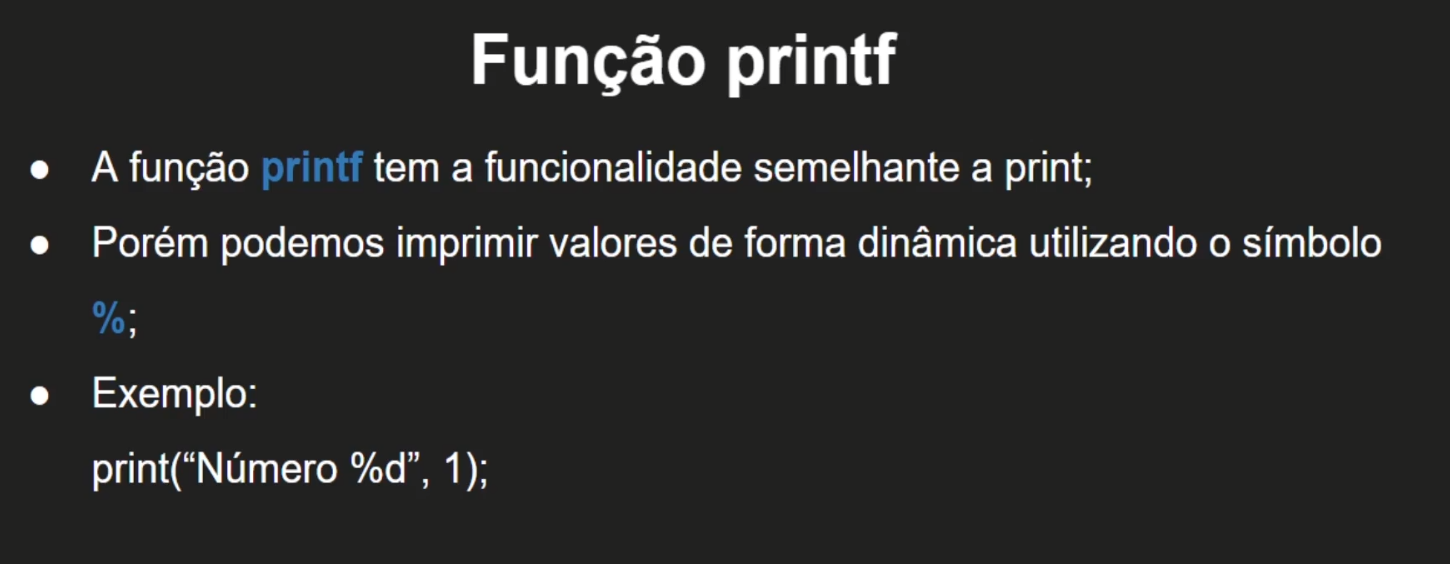 Função printf
● A função printf tem a funcionalidade semelhante a print;
● Porém podemos imprimir valores de forma dinâmica utilizando o símbolo
%;
● Exemplo:
print(“Número %d”, 1);